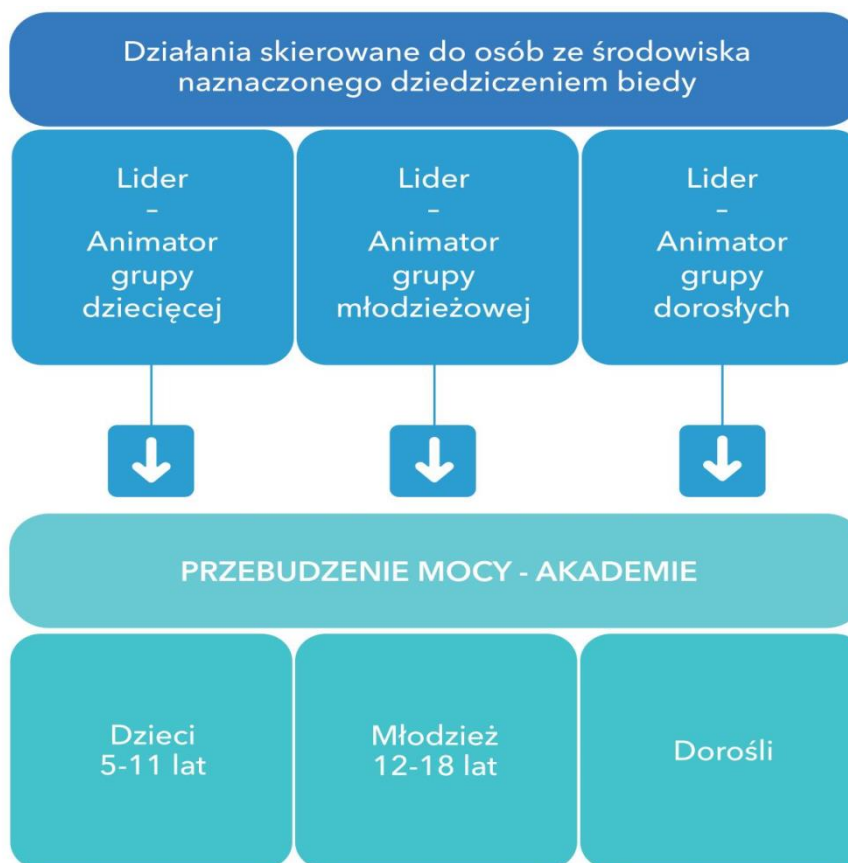 Działania skierowane do osób ze środowiska
naznaczonego dziedziczeniem biedy
Lider
–
Animator
grupy
dziecięcej
Lider
–
Animator
grupy
młodzieżowej
Lider
–
Animator
grupy
dorosłych
PRZEBUDZENIE MOCY - AKADEMIE
Dzieci
5-11 lat
Młodzież
12-18 lat
Dorośli